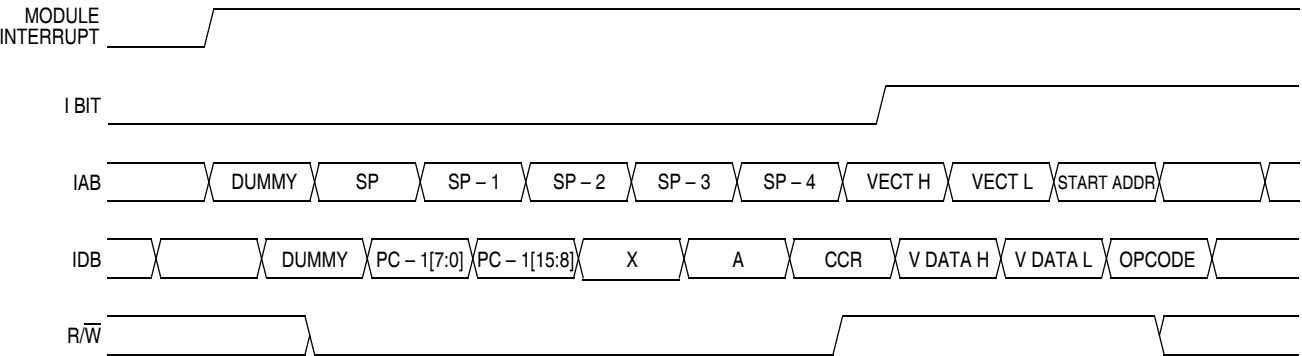 MODULE
INTERRUPT
I BIT
IAB DUMMY SP SP – 1 SP – 2 SP – 3 SP – 4 VECT H VECT L START ADDR
IDB DUMMY PC – 1[7:0] PC – 1[15:8] X A CCR V DATA H V DATA L OPCODE
R/W̅